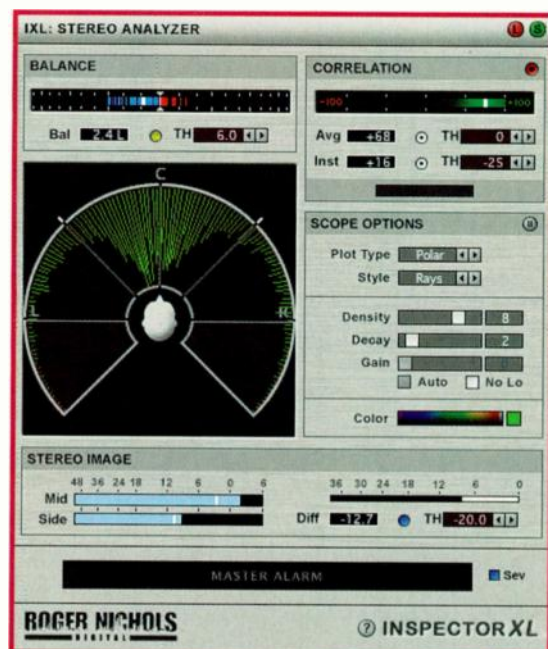 IXL: STEREO ANALYZER L S
BALANCE
Bal 2.4 L TH 6.0
CORRELATION
-100 +100
Avg +68 TH 0
Inst +16 TH -25
C
L R
SCOPE OPTIONS
Plot Type Polar
Style Rays
Density 8
Decay 2
Gain
Auto No Lo
Color
STEREO IMAGE
48 36 24 18 12 6 0 6
Mid
Side
36 30 24 18 12 6 0
Diff -12.7 TH -20.0
MASTER ALARM
Sev
ROGER NICHOLS
DIGITAL
? INSPECTOR XL